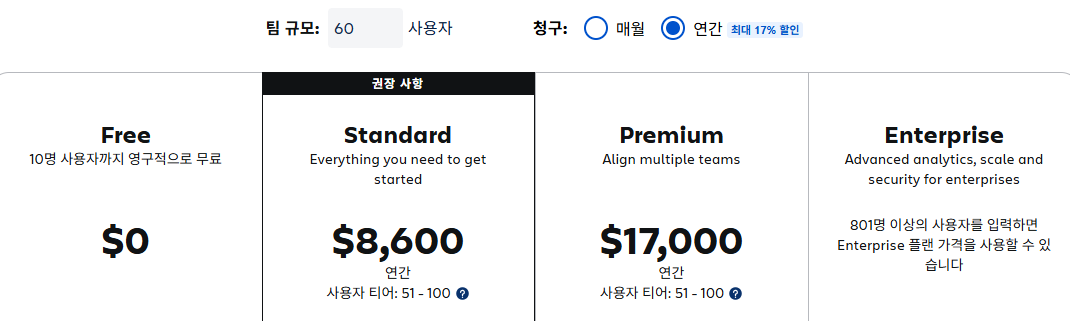 팀 규모: 60 사용자 청구: 매월 연간 최대 17% 할인
권장 사항
Free
10명 사용자까지 영구적으로 무료
$0
Standard
Everything you need to get
started
$8,600
연간
사용자 티어: 51 - 100 ?
Premium
Align multiple teams
$17,000
연간
사용자 티어: 51 - 100 ?
Enterprise
Advanced analytics, scale and
security for enterprises
801명 이상의 사용자를 입력하면
Enterprise 플랜 가격을 사용할 수 있
습니다